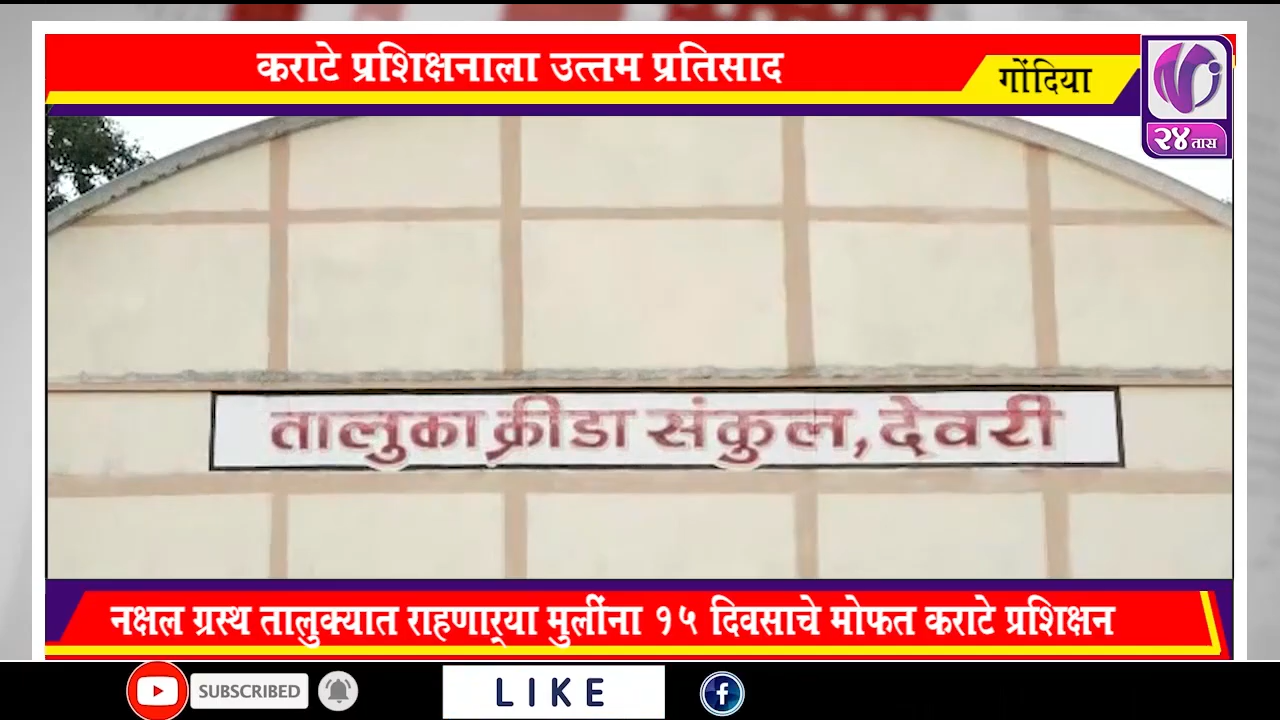 कराटे प्रशिक्षनाला उत्तम प्रतिसाद
गोंदिया
२४ तास
तालुका क्रीडा संकुल, देवरी
नक्षल ग्रस्थ तालुक्यात राहणाऱ्या मुलींना १५ दिवसाचे मोफत कराटे प्रशिक्षन
SUBSCRIBED
LIKE